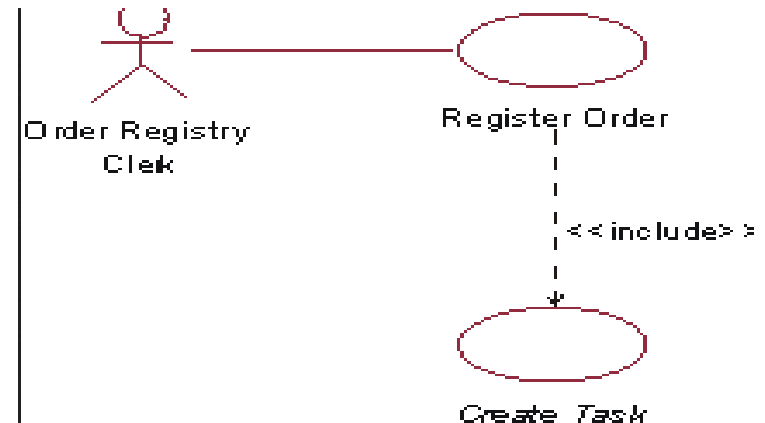 Order Registry
Clerk
Register Order
<<include>>
Create Task